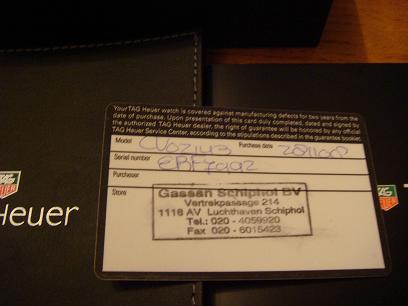 Your TAG Heuer watch is covered against manufacturing defects for two years from the
date of purchase. Upon presentation of this card duly completed, dated and signed by
the authorized TAG Heuer dealer, the right of guarantee will be honored by any official
TAG Heuer Service Center, according to the stipulations described in the guarantee booklet.
Model Purchase date
Serial number
Purchaser
Store
Gassan Schiphol BV
Vertrekpassage 214
1118 AV Luchthaven Schiphol
Tel.: 020 - 4059920
Fax 020 - 6015423
TAG
Heuer